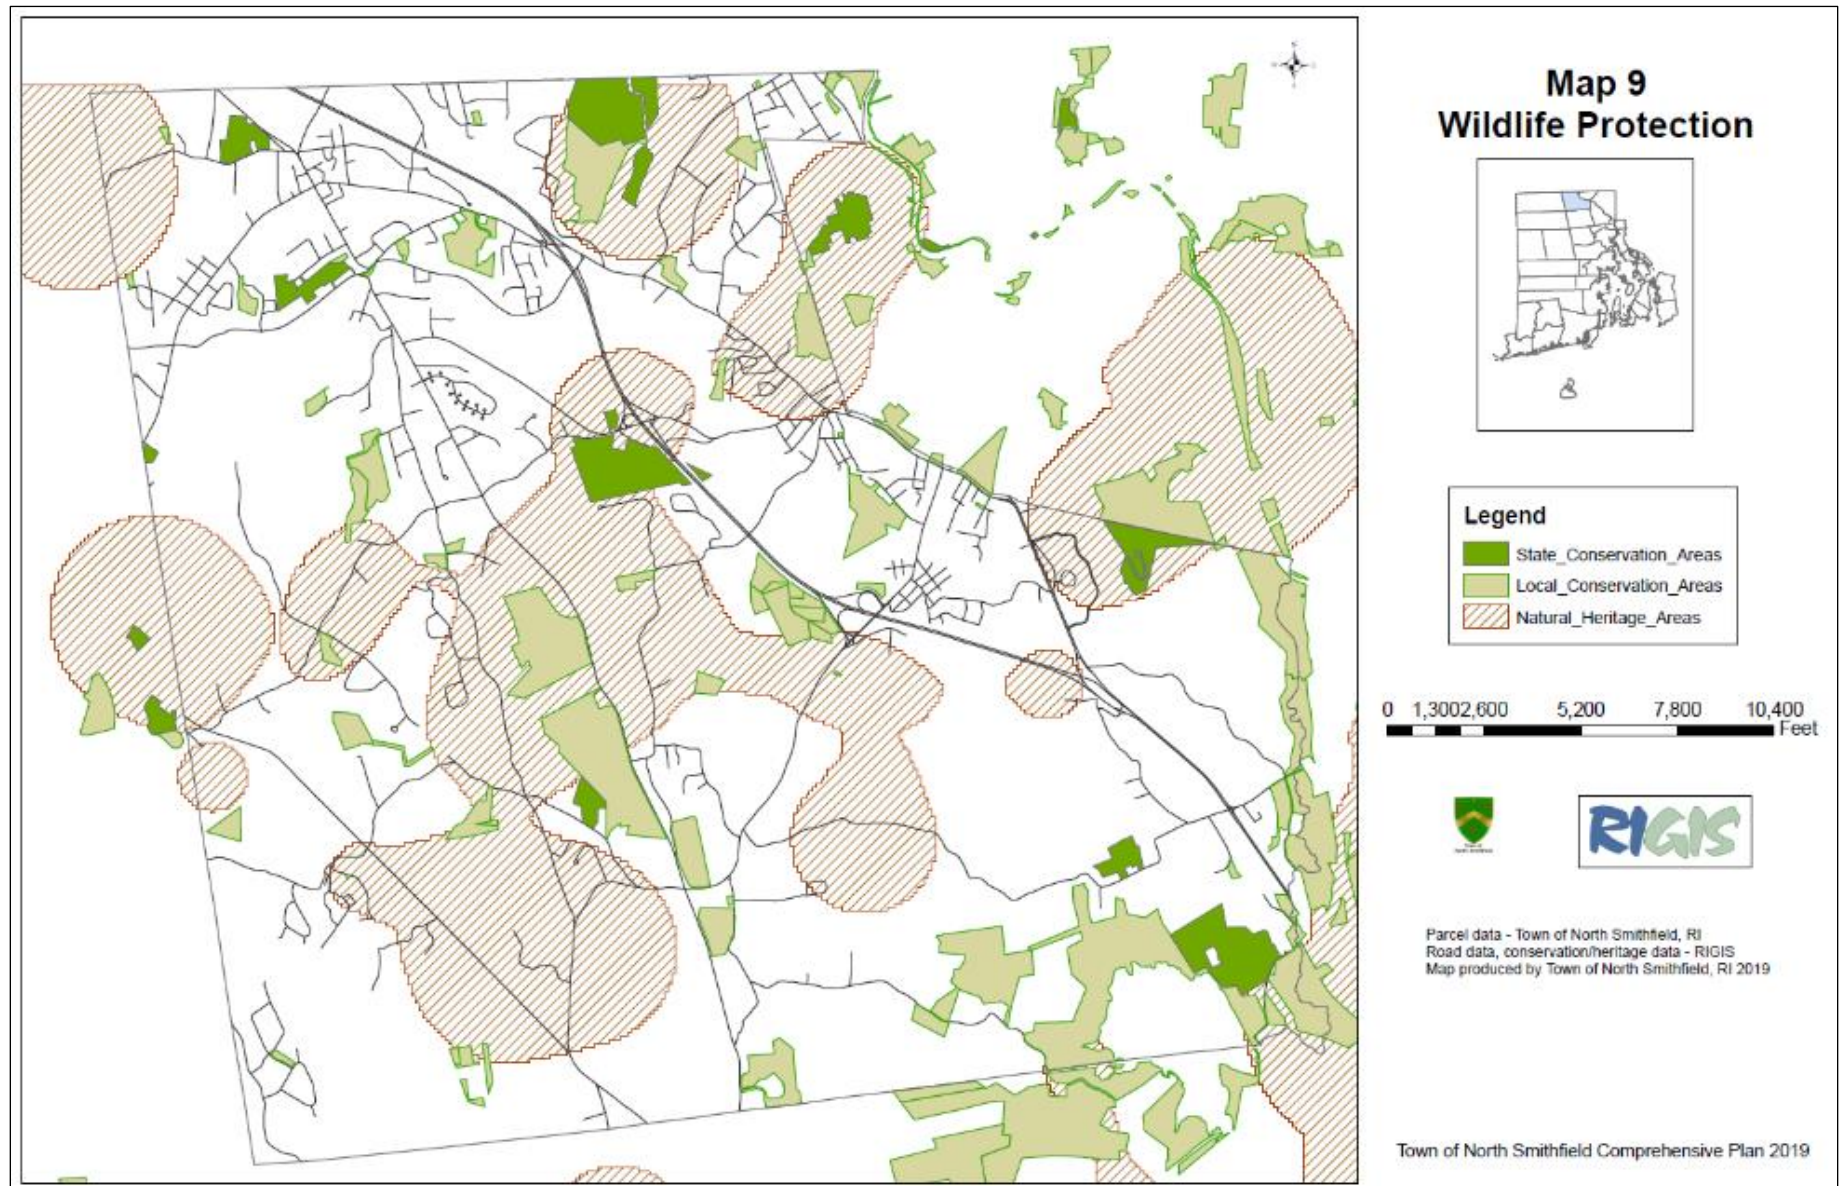 Map 9
Wildlife Protection
Legend
State_Conservation_Areas
Local_Conservation_Areas
Natural_Heritage_Areas
0 1,3002,600 5,200 7,800 10,400
Feet
RIGIS
Parcel data - Town of North Smithfield, RI
Road data, conservation/heritage data - RIGIS
Map produced by Town of North Smithfield, RI 2019
Town of North Smithfield Comprehensive Plan 2019